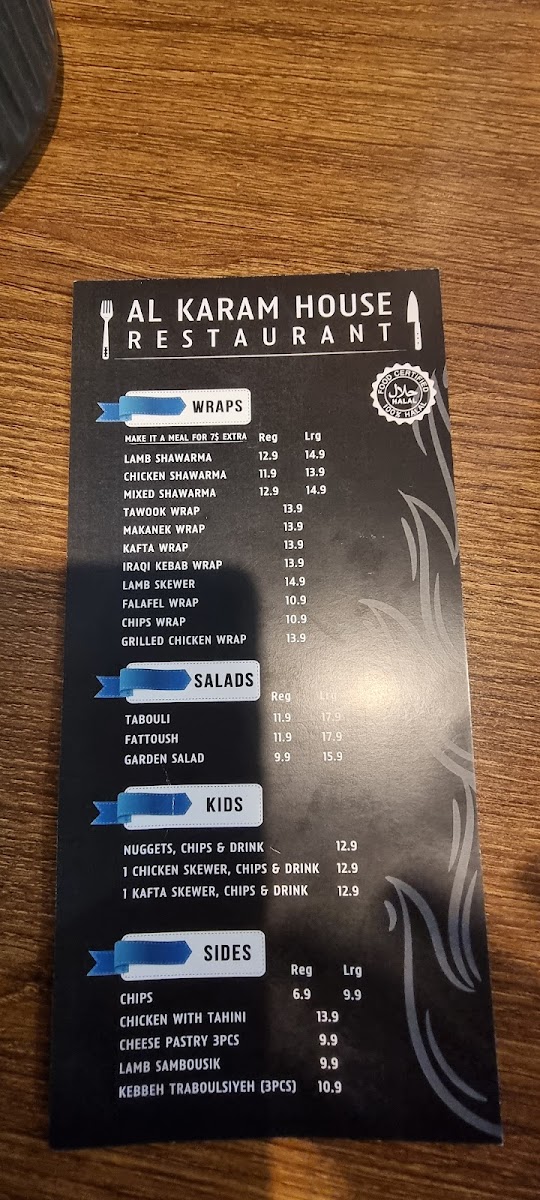 AL KARAM HOUSE
RESTAURANT
FOOD CERTIFIED
حلال
HALAL
100% HALAL
WRAPS
MAKE IT A MEAL FOR 7$ EXTRA Reg Lrg
LAMB SHAWARMA 12.9 14.9
CHICKEN SHAWARMA 11.9 13.9
MIXED SHAWARMA 12.9 14.9
TAWOOK WRAP 13.9
MAKANEK WRAP 13.9
KAFTA WRAP 13.9
IRAQI KEBAB WRAP 13.9
LAMB SKEWER 14.9
FALAFEL WRAP 10.9
CHIPS WRAP 10.9
GRILLED CHICKEN WRAP 13.9
SALADS
Reg Lrg
TABOULI 11.9 17.9
FATTOUSH 11.9 17.9
GARDEN SALAD 9.9 15.9
KIDS
NUGGETS, CHIPS & DRINK 12.9
1 CHICKEN SKEWER, CHIPS & DRINK 12.9
1 KAFTA SKEWER, CHIPS & DRINK 12.9
SIDES
Reg Lrg
CHIPS 6.9 9.9
CHICKEN WITH TAHINI 13.9
CHEESE PASTRY 3PCS 9.9
LAMB SAMBOUSIK 9.9
KEBBEH TRABOULSIYEH (3PCS) 10.9